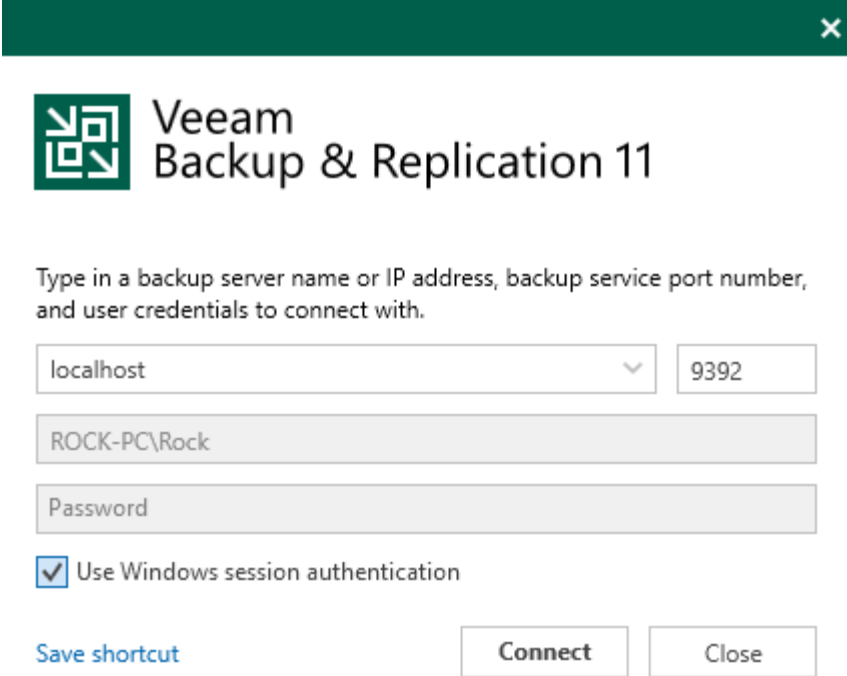 Veeam
Backup & Replication 11
Type in a backup server name or IP address, backup service port number,
and user credentials to connect with.
localhost 9392
ROCK-PC\Rock
Password
Use Windows session authentication
Save shortcut Connect Close